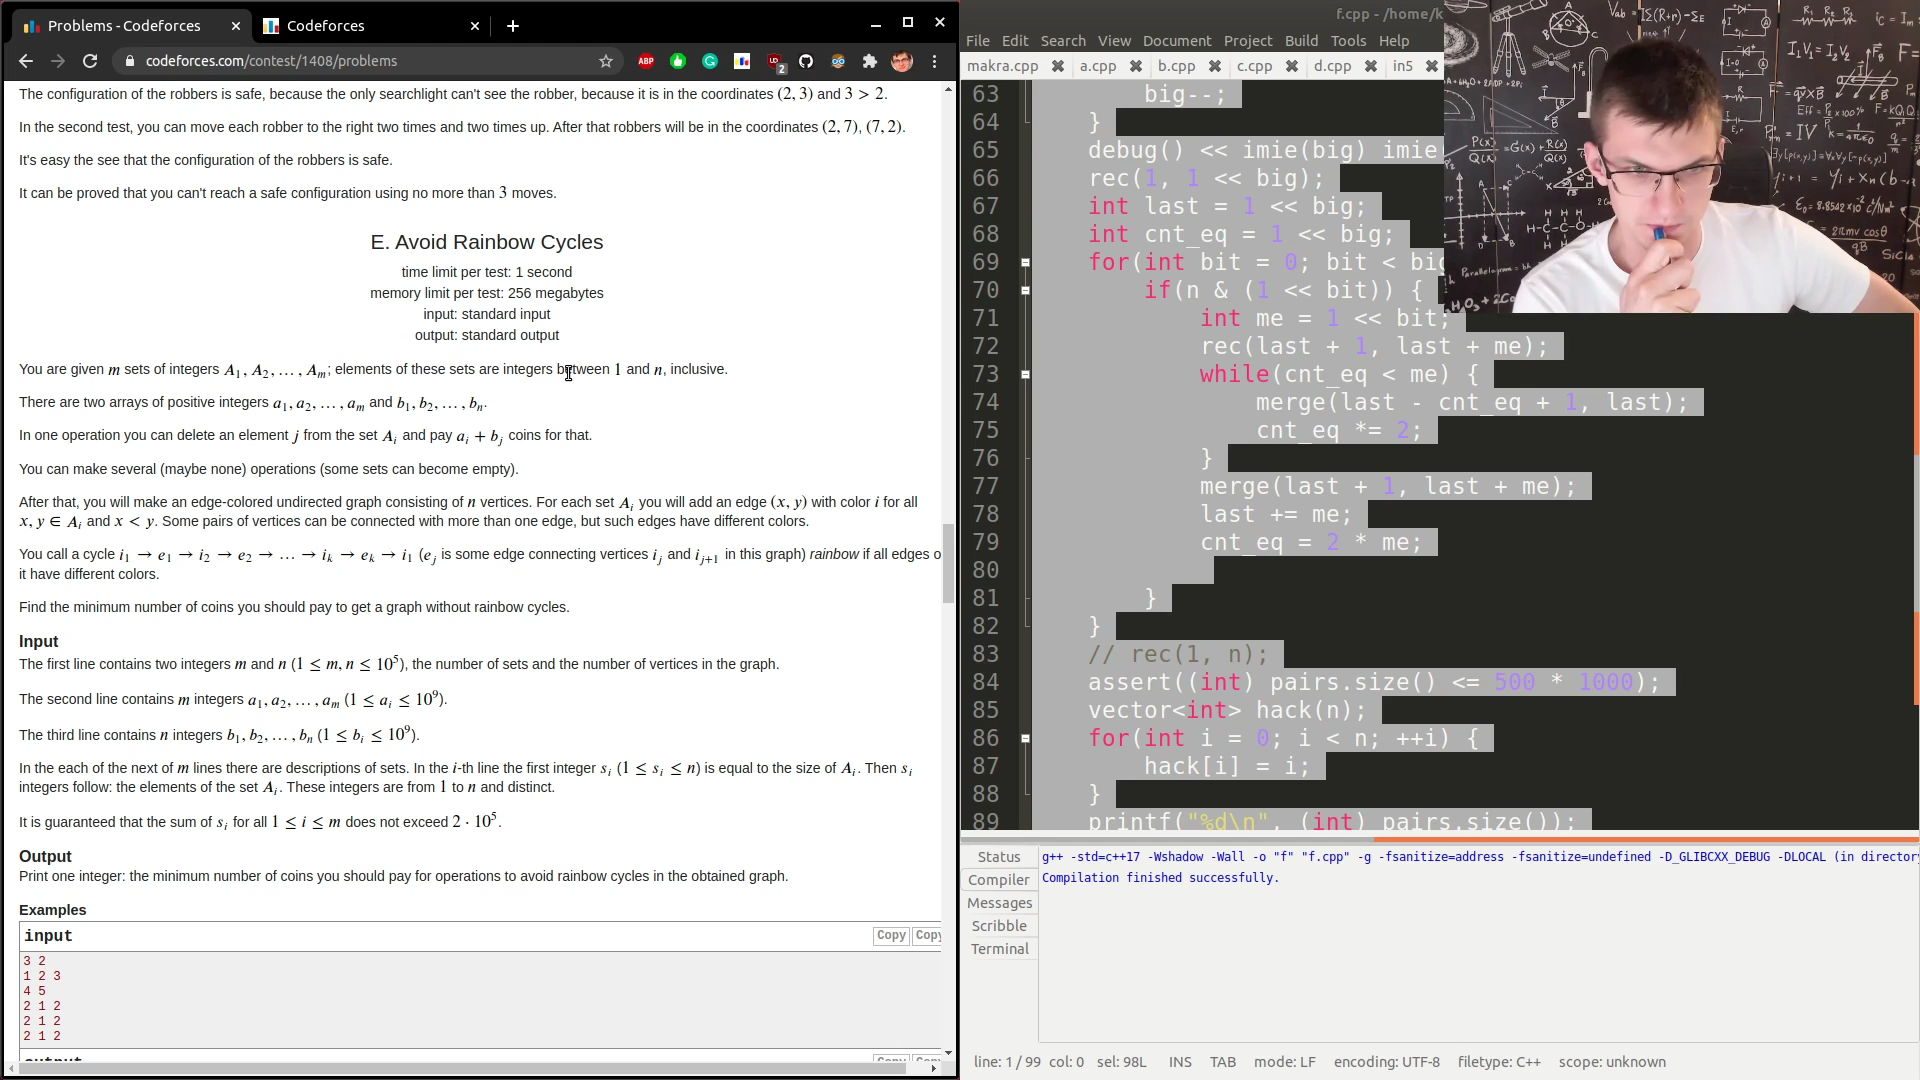 Problems - Codeforces
Codeforces
codeforces.com/contest/1408/problems
The configuration of the robbers is safe, because the only searchlight can't see the robber, because it is in the coordinates (2, 3) and 3 > 2.
In the second test, you can move each robber to the right two times and two times up. After that robbers will be in the coordinates (2, 7), (7, 2).
It's easy the see that the configuration of the robbers is safe.
It can be proved that you can't reach a safe configuration using no more than 3 moves.
E. Avoid Rainbow Cycles
time limit per test: 1 second
memory limit per test: 256 megabytes
input: standard input
output: standard output
You are given m sets of integers A1, A2, …, Am; elements of these sets are integers between 1 and n, inclusive.
There are two arrays of positive integers a1, a2, …, am and b1, b2, …, bn.
In one operation you can delete an element j from the set Ai and pay ai + bj coins for that.
You can make several (maybe none) operations (some sets can become empty).
After that, you will make an edge-colored undirected graph consisting of n vertices. For each set Ai you will add an edge (x, y) with color i for all
x, y ∈ Ai and x < y. Some pairs of vertices can be connected with more than one edge, but such edges have different colors.
You call a cycle i1 → e1 → i2 → e2 → … → ik → ek → i1 (ej is some edge connecting vertices ij and ij+1 in this graph) rainbow if all edges o
it have different colors.
Find the minimum number of coins you should pay to get a graph without rainbow cycles.
Input
The first line contains two integers m and n (1 ≤ m, n ≤ 10^5), the number of sets and the number of vertices in the graph.
The second line contains m integers a1, a2, …, am (1 ≤ ai ≤ 10^9).
The third line contains n integers b1, b2, …, bn (1 ≤ bi ≤ 10^9).
In the each of the next of m lines there are descriptions of sets. In the i-th line the first integer si (1 ≤ si ≤ n) is equal to the size of Ai. Then si
integers follow: the elements of the set Ai. These integers are from 1 to n and distinct.
It is guaranteed that the sum of si for all 1 ≤ i ≤ m does not exceed 2 · 10^5.
Output
Print one integer: the minimum number of coins you should pay for operations to avoid rainbow cycles in the obtained graph.
Examples
input
Copy Copy
3 2
1 2 3
4 5
2 1 2
2 1 2
2 1 2
output
f.cpp - /home/k
File Edit Search View Document Project Build Tools Help
makra.cpp a.cpp b.cpp c.cpp d.cpp in5
63 big--;
64 }
65 debug() << imie(big) imie
66 rec(1, 1 << big);
67 int last = 1 << big;
68 int cnt_eq = 1 << big;
69 for(int bit = 0; bit < big
70 if(n & (1 << bit)) {
71 int me = 1 << bit;
72 rec(last + 1, last + me);
73 while(cnt_eq < me) {
74 merge(last - cnt_eq + 1, last);
75 cnt_eq *= 2;
76 }
77 merge(last + 1, last + me);
78 last += me;
79 cnt_eq = 2 * me;
80
81 }
82 }
83 // rec(1, n);
84 assert((int) pairs.size() <= 500 * 1000);
85 vector<int> hack(n);
86 for(int i = 0; i < n; ++i) {
87 hack[i] = i;
88 }
89 printf("%d\n", (int) pairs.size());
Status
Compiler
Messages
Scribble
Terminal
g++ -std=c++17 -Wshadow -Wall -o "f" "f.cpp" -g -fsanitize=address -fsanitize=undefined -D_GLIBCXX_DEBUG -DLOCAL (in directory
Compilation finished successfully.
line: 1 / 99 col: 0 sel: 98L INS TAB mode: LF encoding: UTF-8 filetype: C++ scope: unknown